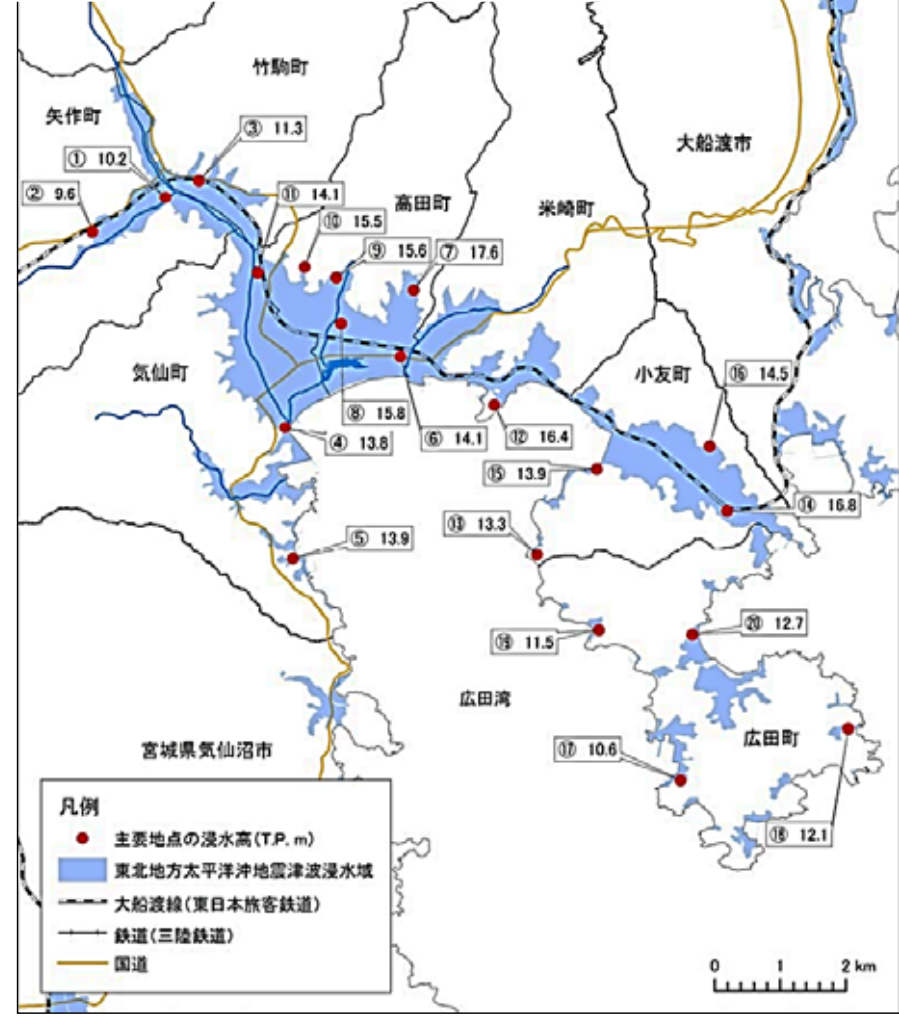 竹駒町
矢作町
大船渡市
③ 11.3
① 10.2
② 9.6
⑪ 14.1
高田町
米崎町
⑩ 15.5
⑨ 15.6
⑦ 17.6
気仙町
小友町
⑯ 14.5
⑧ 15.8
④ 13.8
⑥ 14.1
⑫ 16.4
⑮ 13.9
⑭ 16.8
⑬ 13.3
⑤ 13.9
⑲ 11.5
⑳ 12.7
広田湾
宮城県気仙沼市
広田町
⑰ 10.6
⑱ 12.1
凡例
主要地点の浸水高(T.P. m)
東北地方太平洋沖地震津波浸水域
大船渡線(東日本旅客鉄道)
鉄道(三陸鉄道)
国道
0 1 2 km